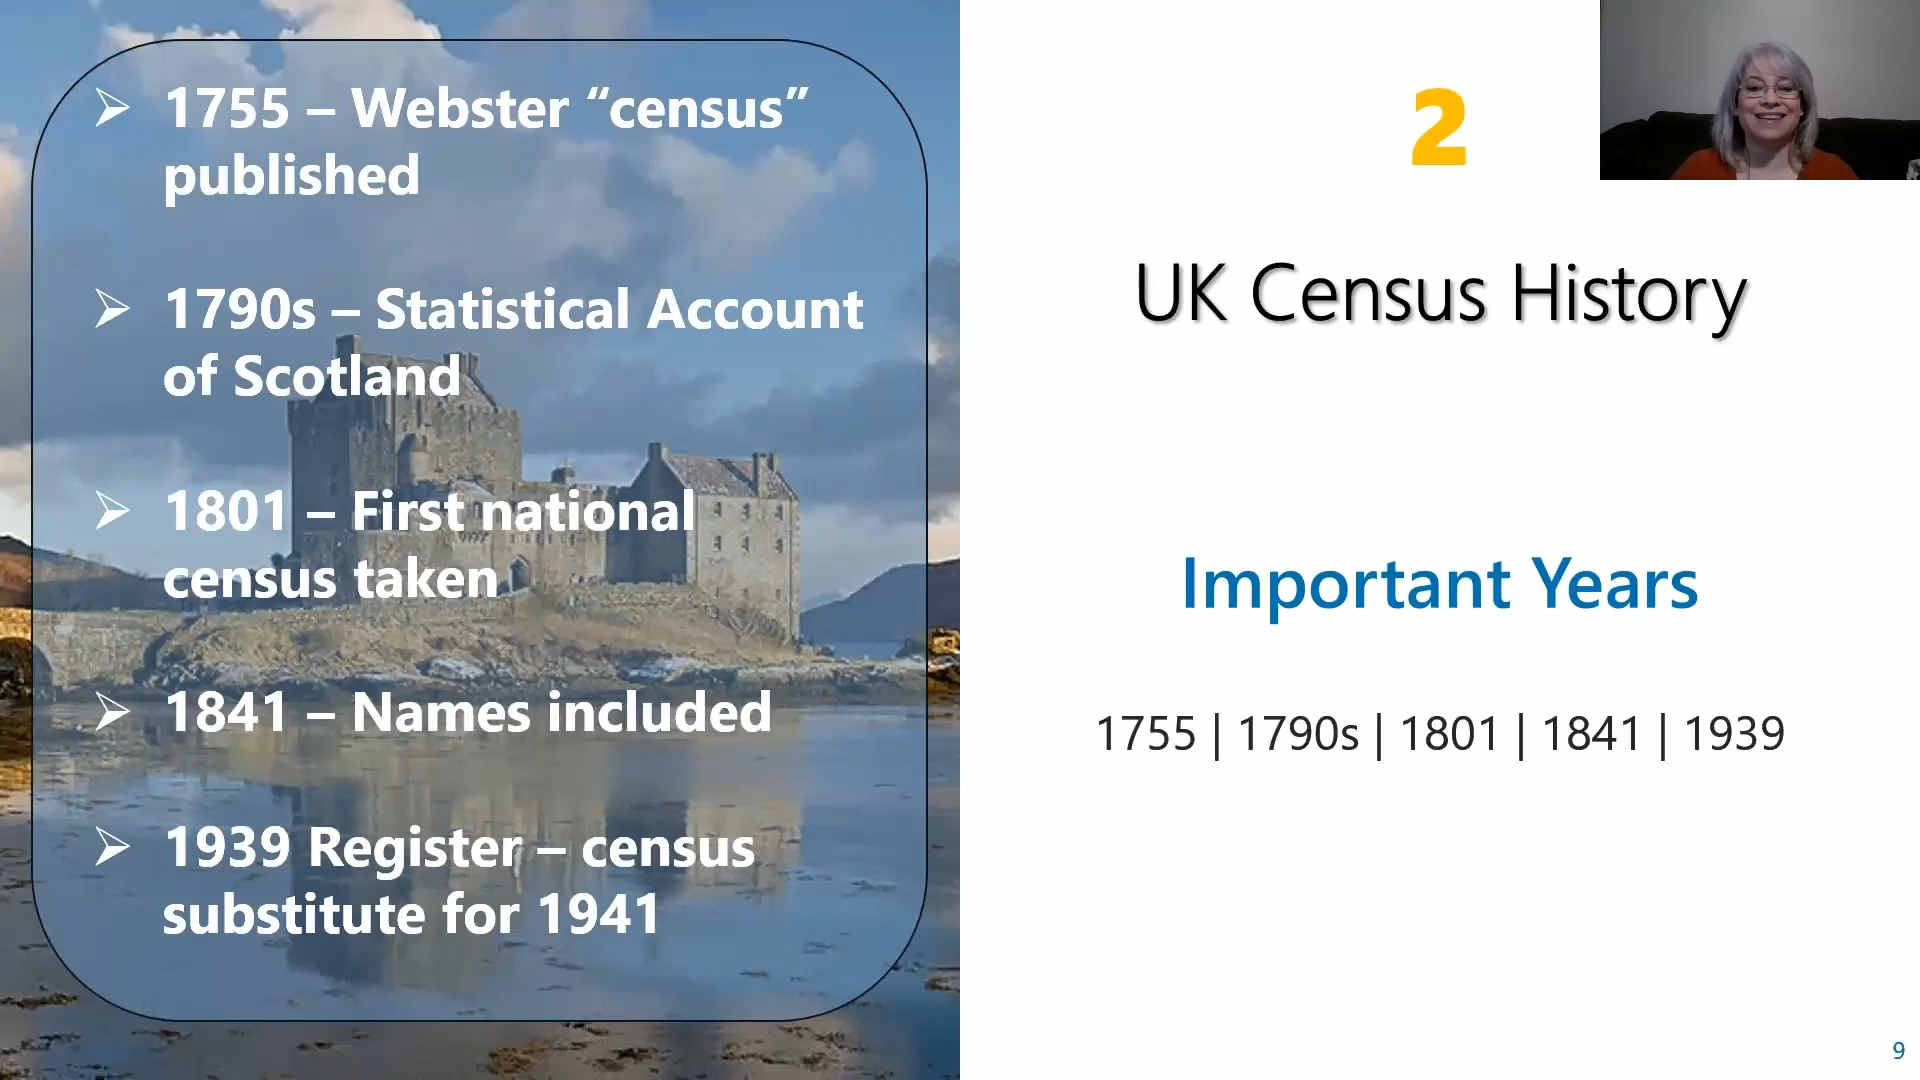 ➢ 1755 – Webster “census”
published
➢ 1790s – Statistical Account
of Scotland
➢ 1801 – First national
census taken
➢ 1841 – Names included
➢ 1939 Register – census
substitute for 1941
2
UK Census History
Important Years
1755 | 1790s | 1801 | 1841 | 1939
9